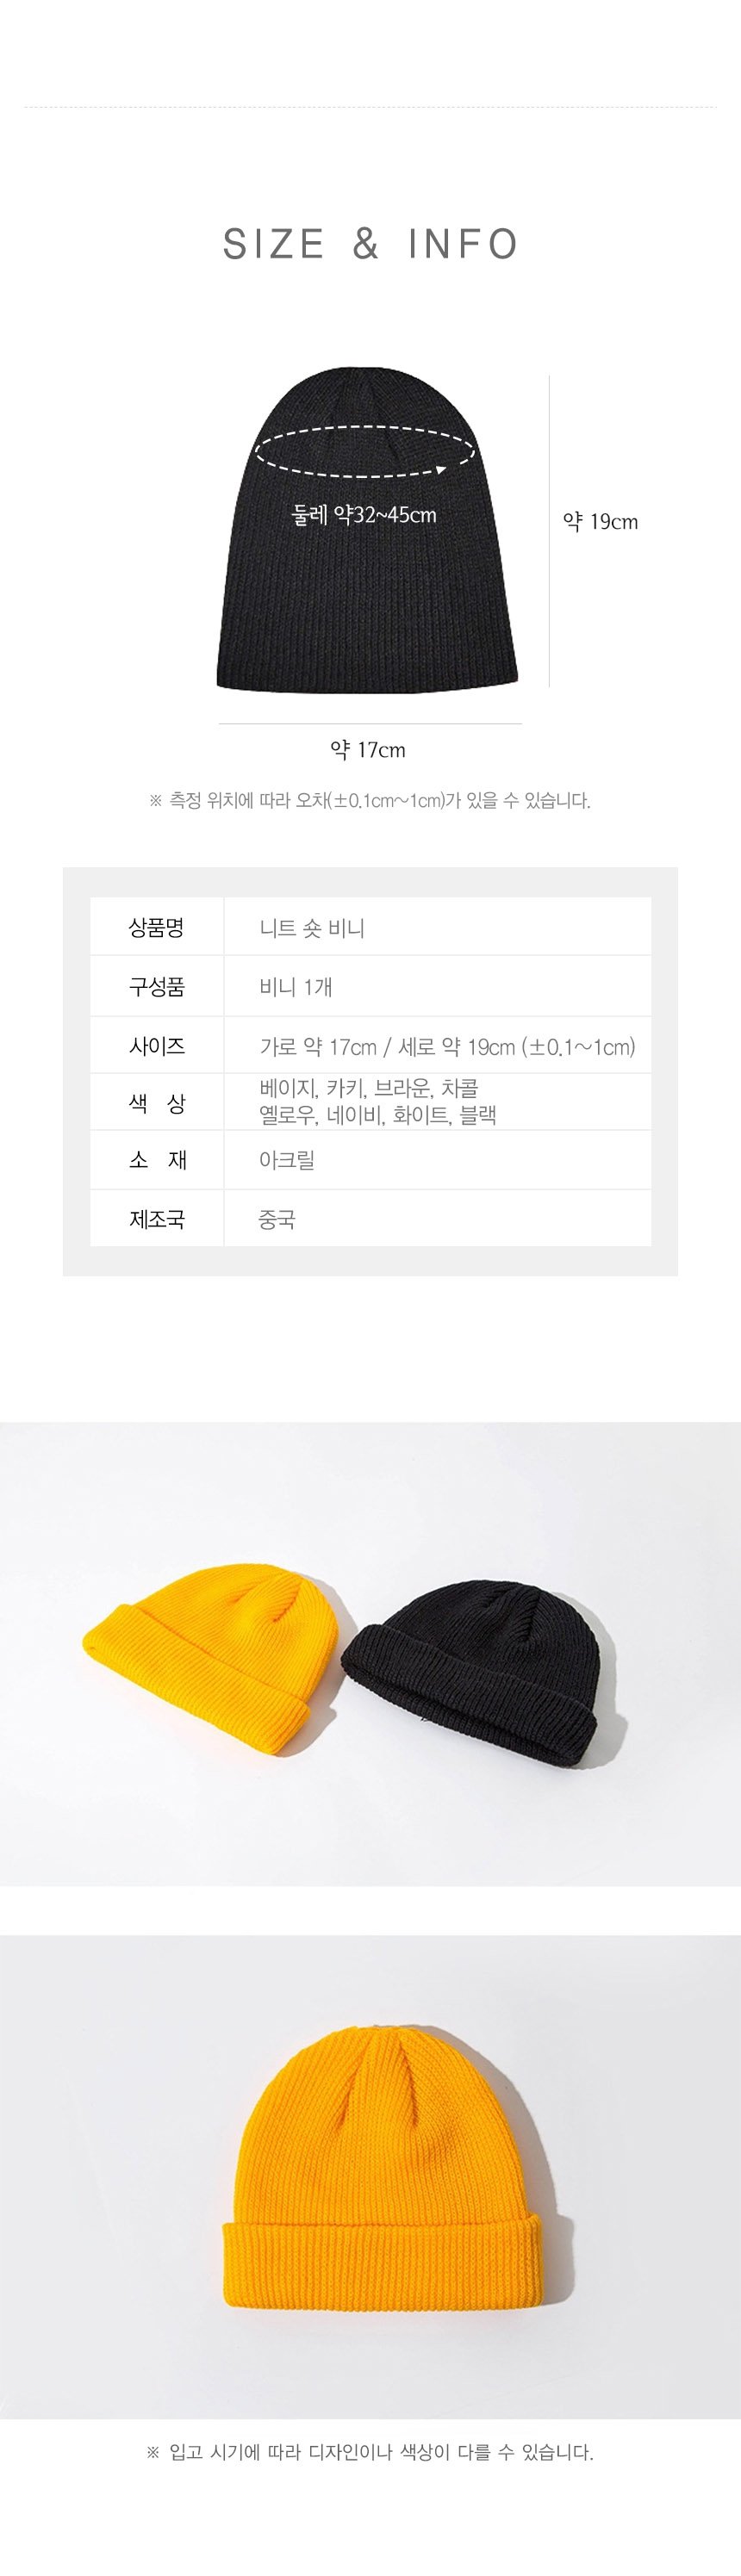 SIZE & INFO
둘레 약32~45cm
약 19cm
약 17cm
※ 측정 위치에 따라 오차(±0.1cm~1cm)가 있을 수 있습니다.
상품명 니트 숏 비니
구성품 비니 1개
사이즈 가로 약 17cm / 세로 약 19cm (±0.1~1cm)
색 상 베이지, 카키, 브라운, 차콜
옐로우, 네이비, 화이트, 블랙
소 재 아크릴
제조국 중국
※ 입고 시기에 따라 디자인이나 색상이 다를 수 있습니다.